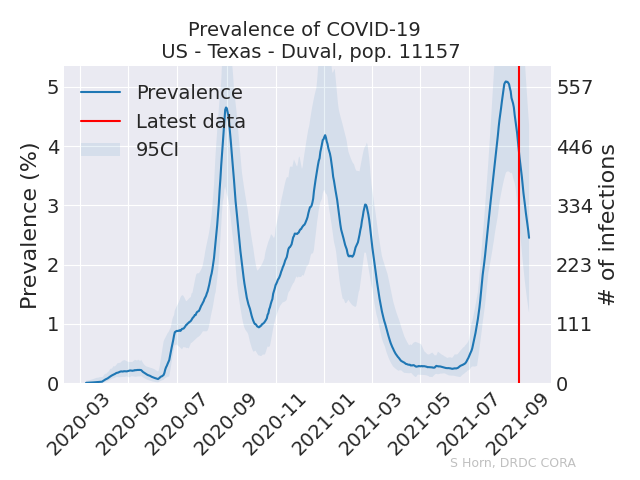 Prevalence of COVID-19
US - Texas - Duval, pop. 11157
Prevalence
Latest data
95CI
Prevalence (%)
5
4
3
2
1
0
557
446
334
223
111
0
# of infections
2020-03
2020-05
2020-07
2020-09
2020-11
2021-01
2021-03
2021-05
2021-07
2021-09
S Horn, DRDC CORA